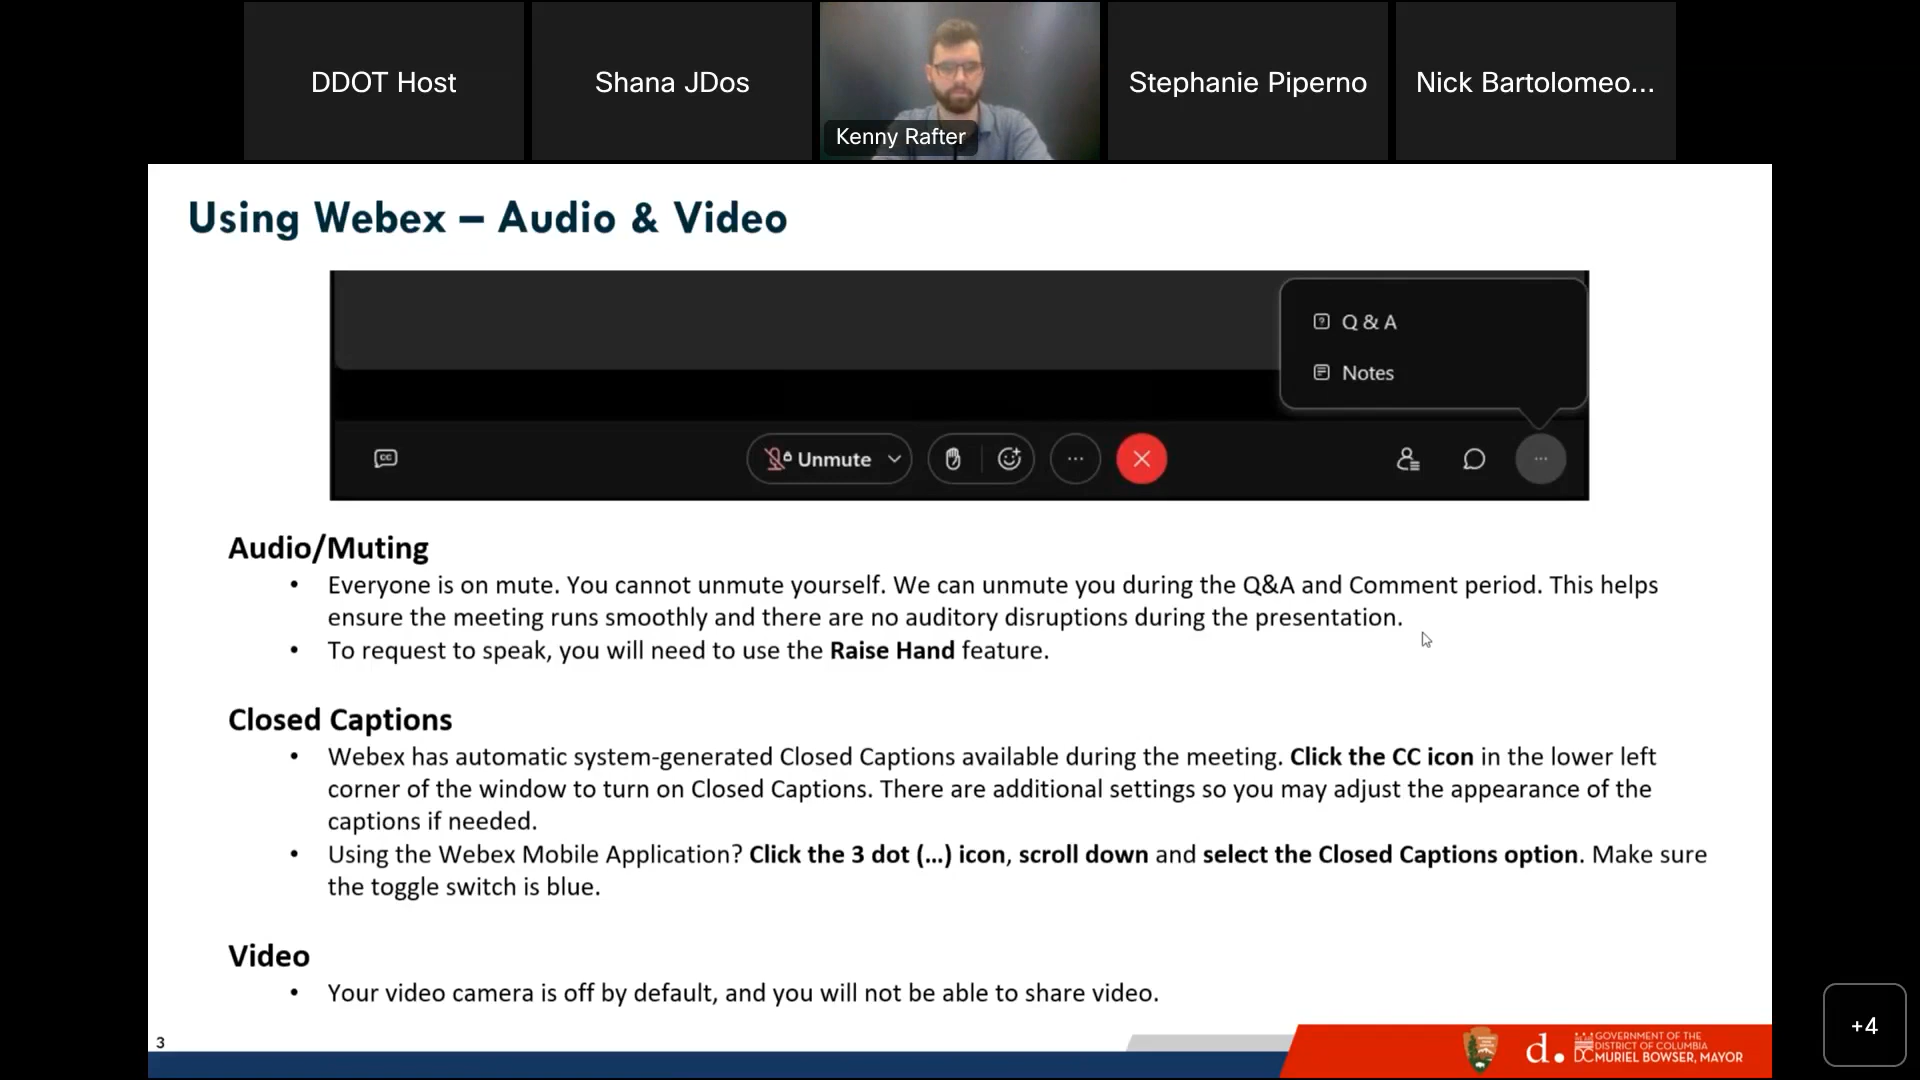 DDOT Host
Shana JDos
Kenny Rafter
Stephanie Piperno
Nick Bartolomeo...
Using Webex – Audio & Video
Q & A
Notes
CC
Unmute
Audio/Muting
• Everyone is on mute. You cannot unmute yourself. We can unmute you during the Q&A and Comment period. This helps
ensure the meeting runs smoothly and there are no auditory disruptions during the presentation.
• To request to speak, you will need to use the Raise Hand feature.
Closed Captions
• Webex has automatic system-generated Closed Captions available during the meeting. Click the CC icon in the lower left
corner of the window to turn on Closed Captions. There are additional settings so you may adjust the appearance of the
captions if needed.
• Using the Webex Mobile Application? Click the 3 dot (...) icon, scroll down and select the Closed Captions option. Make sure
the toggle switch is blue.
Video
• Your video camera is off by default, and you will not be able to share video.
3
d.
GOVERNMENT OF THE
DISTRICT OF COLUMBIA
DC MURIEL BOWSER, MAYOR
+4